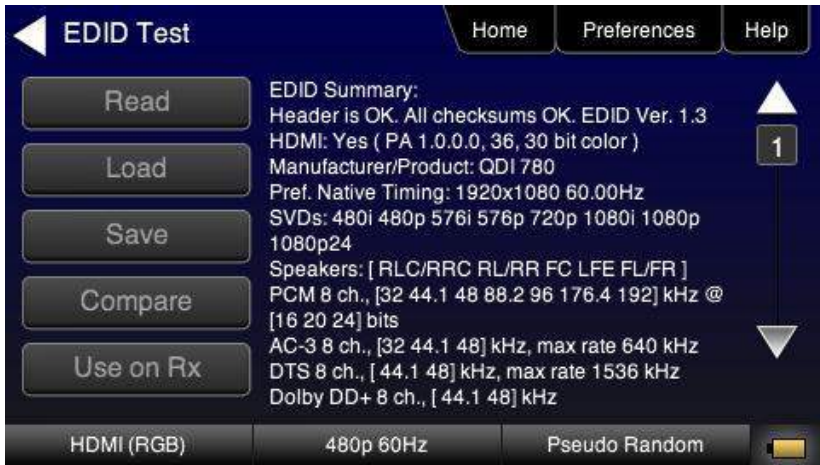 EDID Test
Home
Preferences
Help
Read
Load
Save
Compare
Use on Rx
EDID Summary:
Header is OK. All checksums OK. EDID Ver. 1.3
HDMI: Yes ( PA 1.0.0.0, 36, 30 bit color )
Manufacturer/Product: QDI 780
Pref. Native Timing: 1920x1080 60.00Hz
SVDs: 480i 480p 576i 576p 720p 1080i 1080p
1080p24
Speakers: [ RLC/RRC RL/RR FC LFE FL/FR ]
PCM 8 ch., [32 44.1 48 88.2 96 176.4 192] kHz @
[16 20 24] bits
AC-3 8 ch., [32 44.1 48] kHz, max rate 640 kHz
DTS 8 ch., [ 44.1 48] kHz, max rate 1536 kHz
Dolby DD+ 8 ch., [ 44.1 48] kHz
1
HDMI (RGB)
480p 60Hz
Pseudo Random